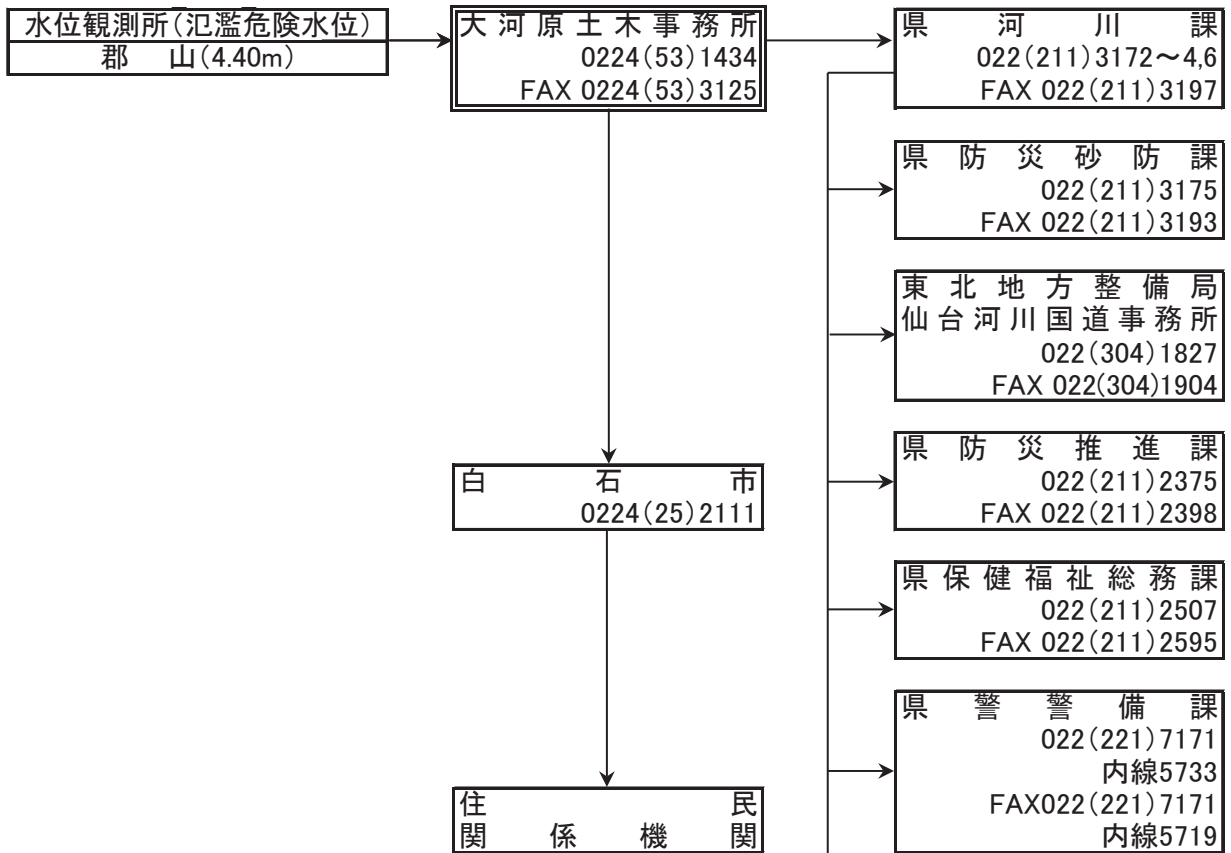 水位観測所(氾濫危険水位)
郡 山(4.40m)
大河原土木事務所
0224(53)1434
FAX 0224(53)3125
県河川課
022(211)3172~4,6
FAX 022(211)3197
県防災砂防課
022(211)3175
FAX 022(211)3193
東北地方整備局
仙台河川国道事務所
022(304)1827
FAX 022(304)1904
県防災推進課
022(211)2375
FAX 022(211)2398
白石市
0224(25)2111
県保健福祉総務課
022(211)2507
FAX 022(211)2595
県警警備課
022(221)7171
内線5733
FAX022(221)7171
内線5719
住民
関係機関